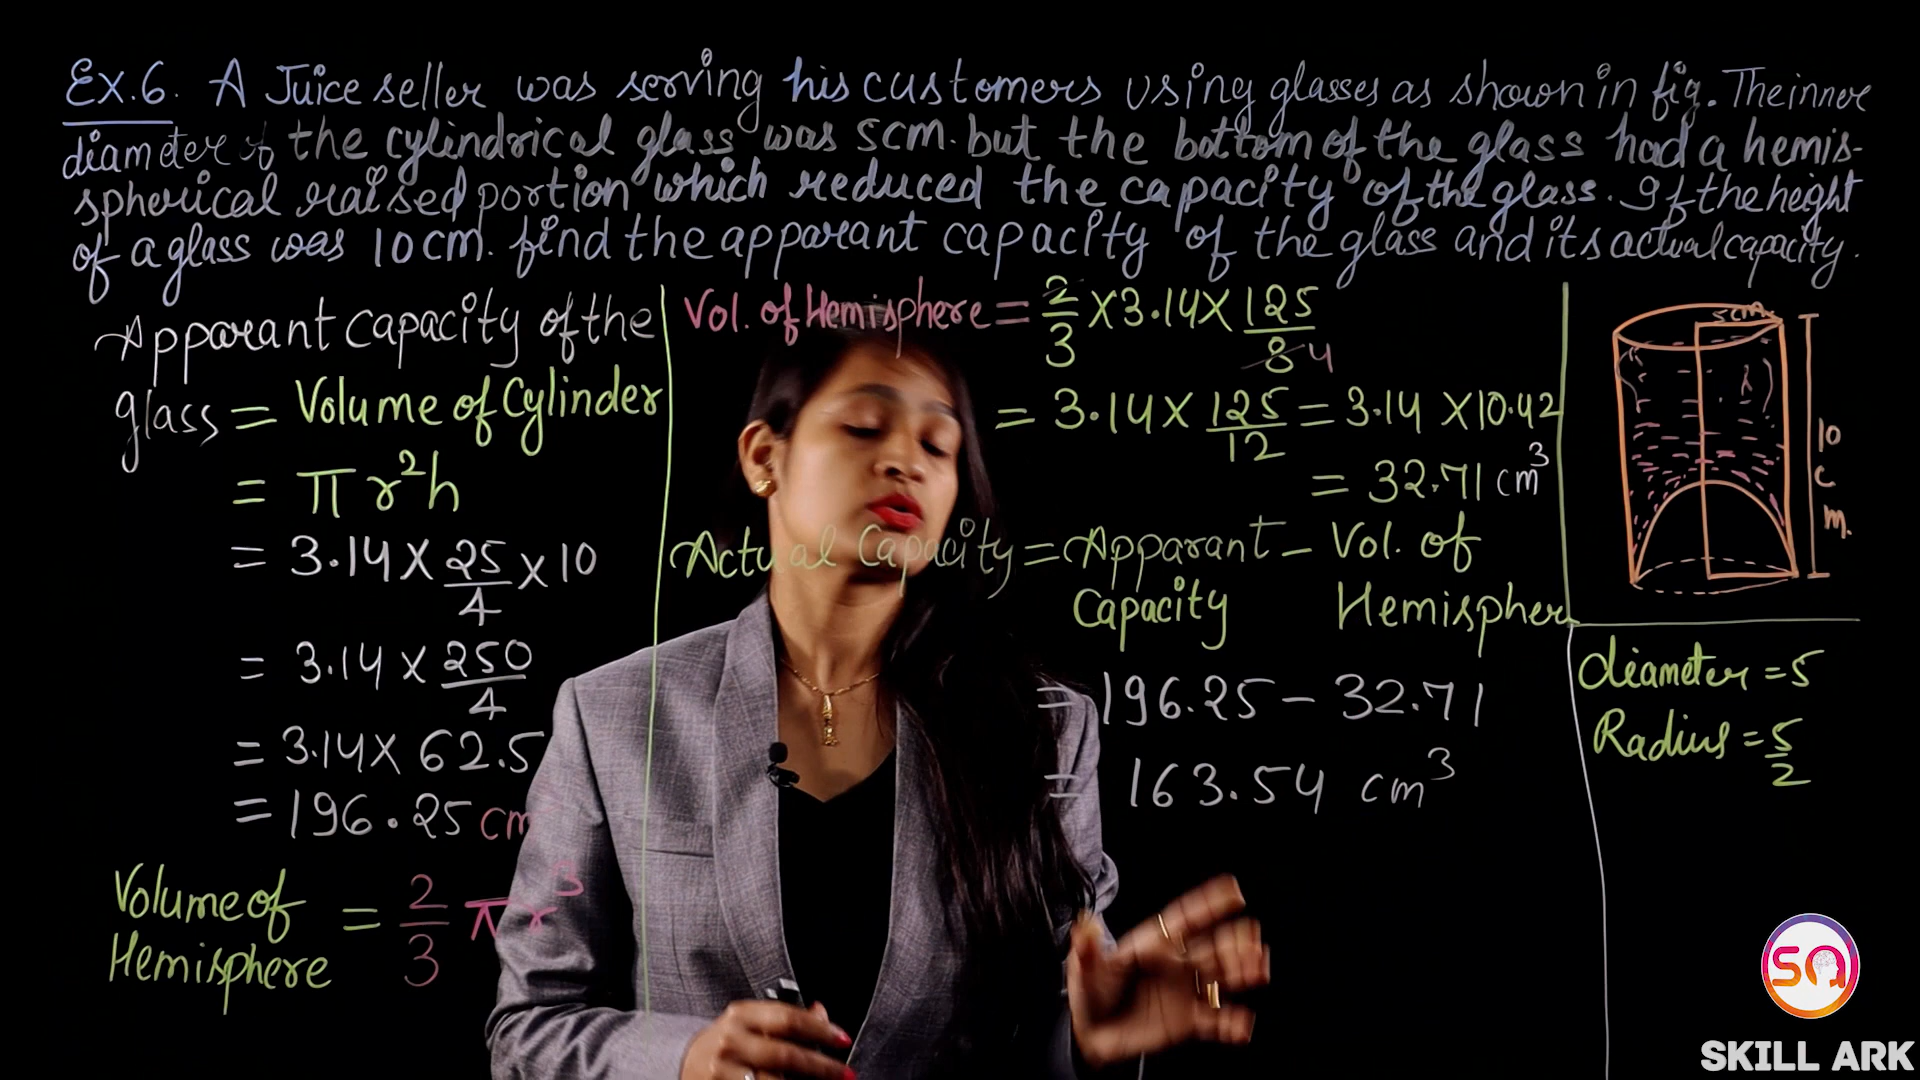 Ex.6. A Juice seller was serving his customers using glasses as shown in fig. The inner
diameter of the cylindrical glass was 5cm. but the bottom of the glass had a hemis-
spherical raised portion which reduced the capacity of the glass. If the height
of a glass was 10cm. find the apparant capacity of the glass and its actual capacity.
Apparant capacity of the
glass = Volume of Cylinder
= πr²h
= 3.14 × 25/4 × 10
= 3.14 × 250/4
= 3.14 × 62.5
= 196.25 cm
Volume of Hemisphere = 2/3 πr³
Vol. of Hemisphere = 2/3 × 3.14 × 125/8 4
= 3.14 × 125/12 = 3.14 × 10.42
= 32.71 cm³
Actual Capacity = Apparant Capacity – Vol. of Hemispher
= 196.25 – 32.71
= 163.54 cm³
5cm.
10 cm.
diameter = 5
Radius = 5/2
SA
SKILL ARK